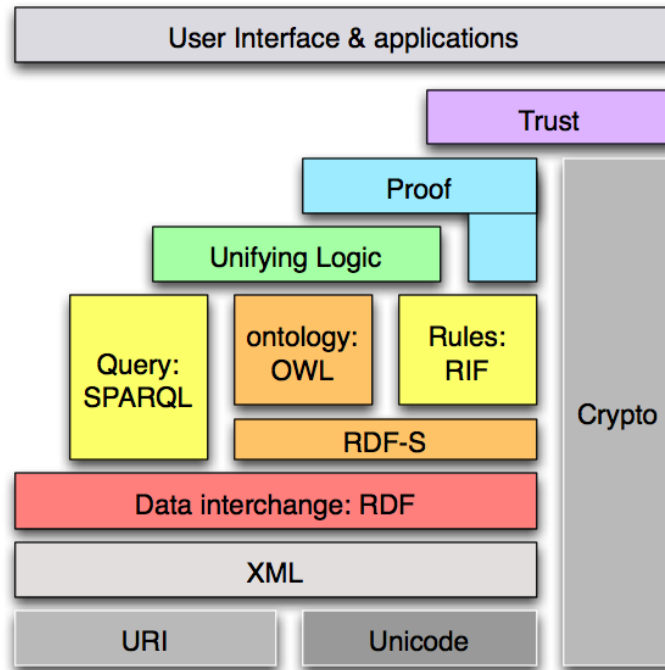 User Interface & applications
Trust
Proof
Unifying Logic
Query:
SPARQL
ontology:
OWL
Rules:
RIF
Crypto
RDF-S
Data interchange: RDF
XML
URI
Unicode